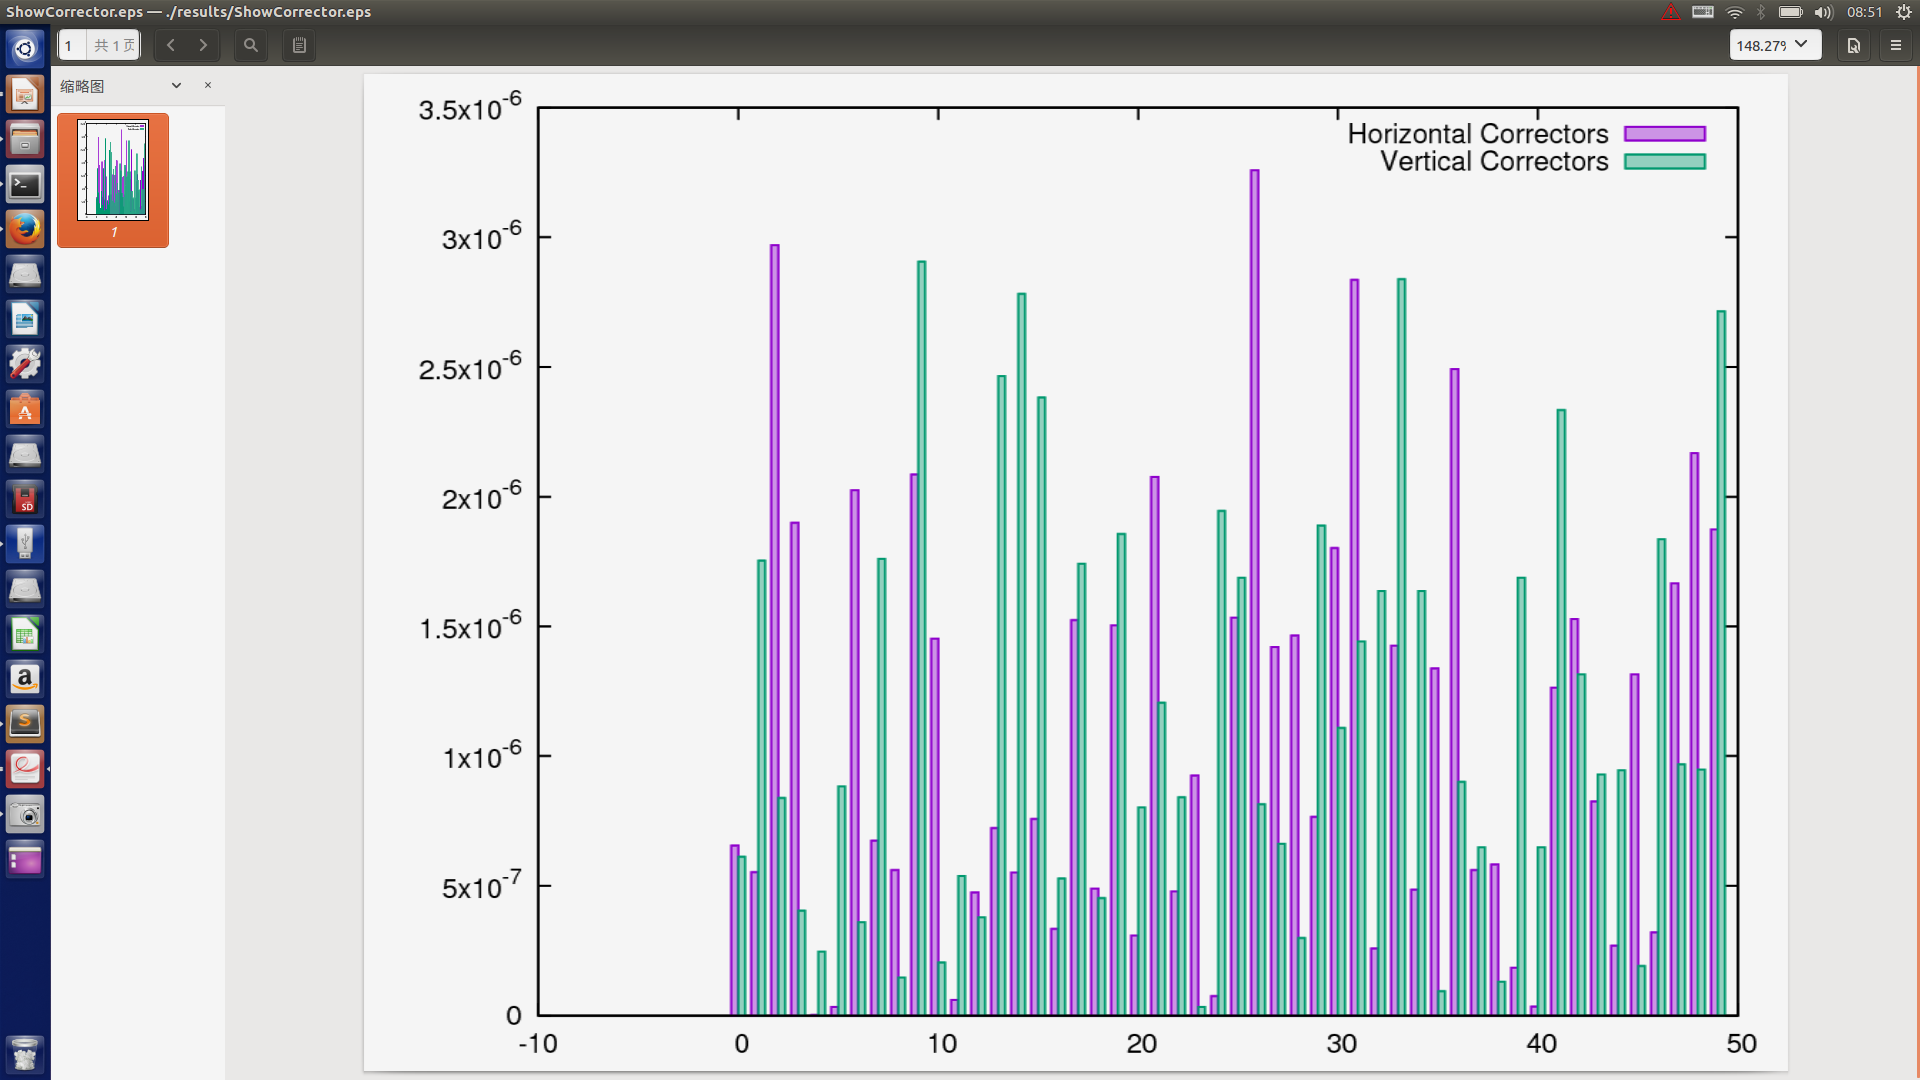 ShowCorrector.eps — ./results/ShowCorrector.eps
08:51
1
共 1 页
148.27%
缩略图
1
3.5x10-6
3x10-6
2.5x10-6
2x10-6
1.5x10-6
1x10-6
5x10-7
0
-10
0
10
20
30
40
50
Horizontal Correctors
Vertical Correctors
SD